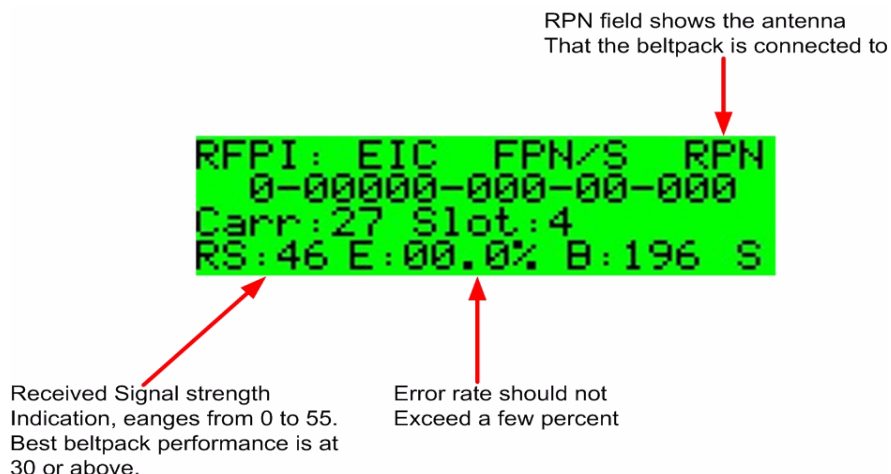 RPN field shows the antenna
That the beltpack is connected to
RFPI: EIC FPN/S RPN
0-00000-000-00-000
Carr:27 Slot:4
RS:46 E:00.0% B:196 S
Received Signal strength
Indication, eanges from 0 to 55.
Best beltpack performance is at
30 or above.
Error rate should not
Exceed a few percent